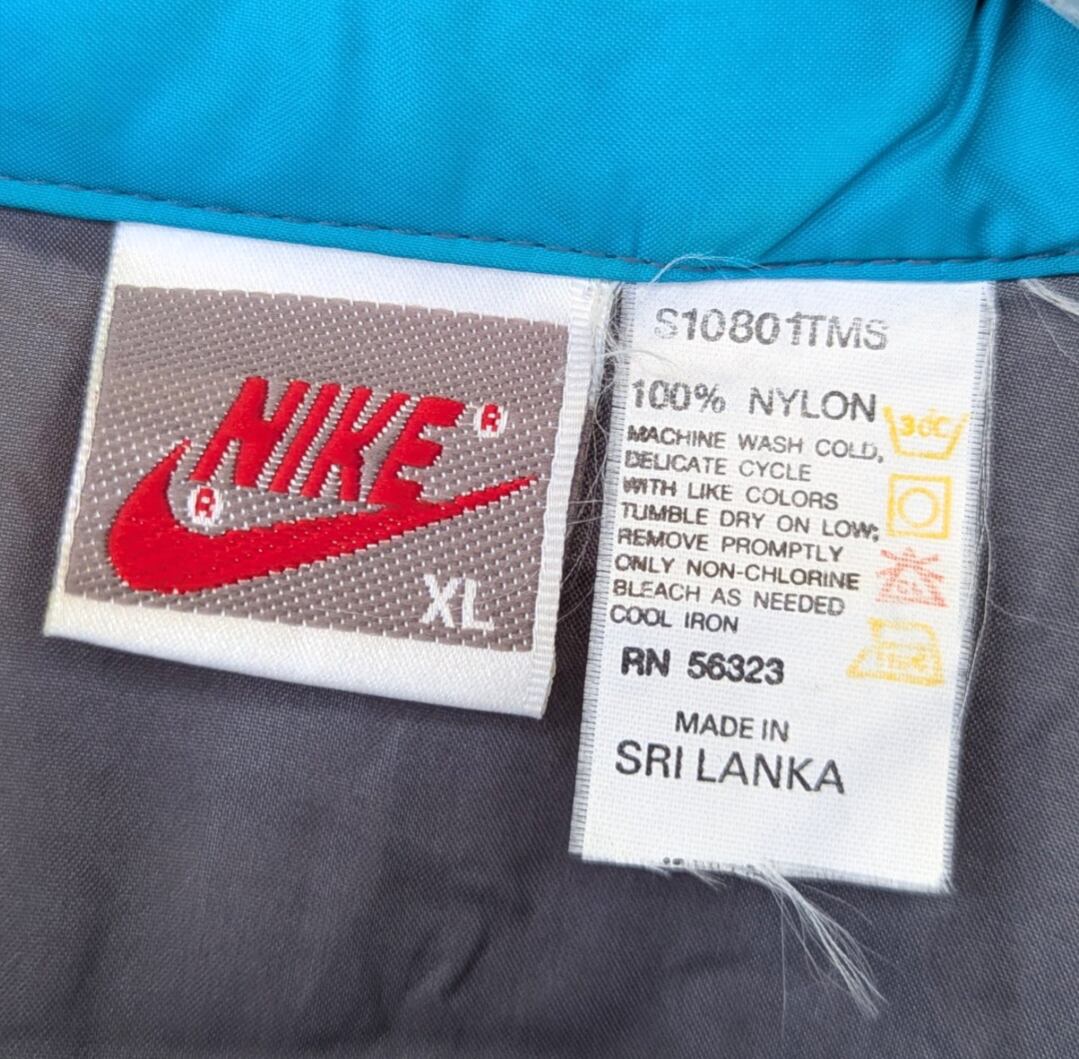 NIKE®
®
XL
S10801TMS
100% NYLON
30C
MACHINE WASH COLD,
DELICATE CYCLE
WITH LIKE COLORS
TUMBLE DRY ON LOW;
REMOVE PROMPTLY
ONLY NON-CHLORINE
BLEACH AS NEEDED
COOL IRON
RN 56323
MADE IN
SRI LANKA